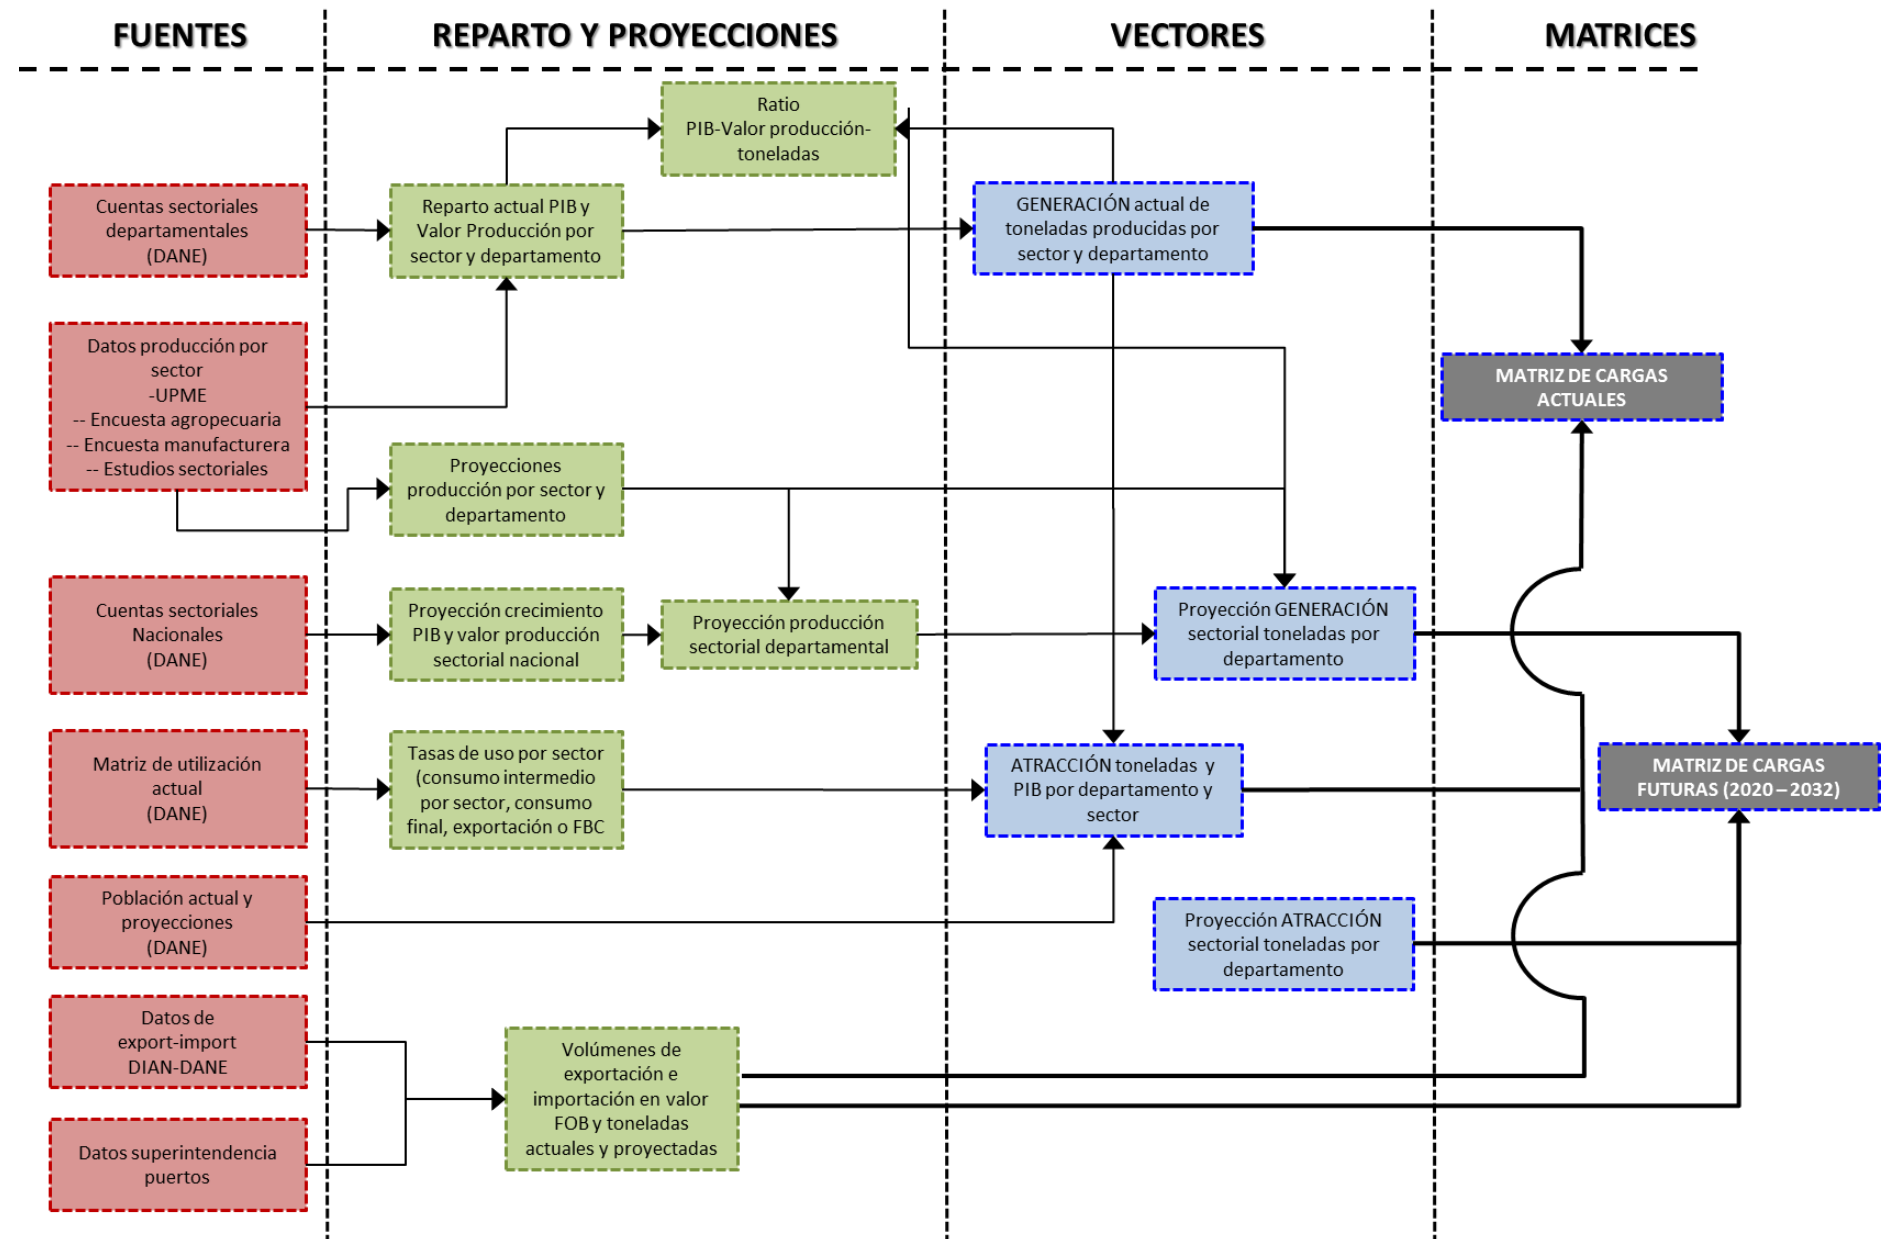 FUENTES
REPARTO Y PROYECCIONES
VECTORES
MATRICES
Ratio
PIB-Valor producción-
toneladas
Cuentas sectoriales
departamentales
(DANE)
Reparto actual PIB y
Valor Producción por
sector y departamento
GENERACIÓN actual de
toneladas producidas por
sector y departamento
Datos producción por
sector
-UPME
-- Encuesta agropecuaria
-- Encuesta manufacturera
-- Estudios sectoriales
MATRIZ DE CARGAS
ACTUALES
Proyecciones
producción por sector y
departamento
Cuentas sectoriales
Nacionales
(DANE)
Proyección crecimiento
PIB y valor producción
sectorial nacional
Proyección producción
sectorial departamental
Proyección GENERACIÓN
sectorial toneladas por
departamento
Matriz de utilización
actual
(DANE)
Tasas de uso por sector
(consumo intermedio
por sector, consumo
final, exportación o FBC
ATRACCIÓN toneladas y
PIB por departamento y
sector
MATRIZ DE CARGAS
FUTURAS (2020 – 2032)
Población actual y
proyecciones
(DANE)
Proyección ATRACCIÓN
sectorial toneladas por
departamento
Datos de
export-import
DIAN-DANE
Volúmenes de
exportación e
importación en valor
FOB y toneladas
actuales y proyectadas
Datos superintendencia
puertos